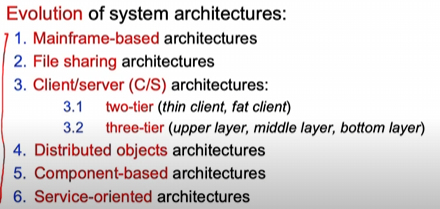 Evolution of system architectures:
1. Mainframe-based architectures
2. File sharing architectures
3. Client/server (C/S) architectures:
3.1 two-tier (thin client, fat client)
3.2 three-tier (upper layer, middle layer, bottom layer)
4. Distributed objects architectures
5. Component-based architectures
6. Service-oriented architectures